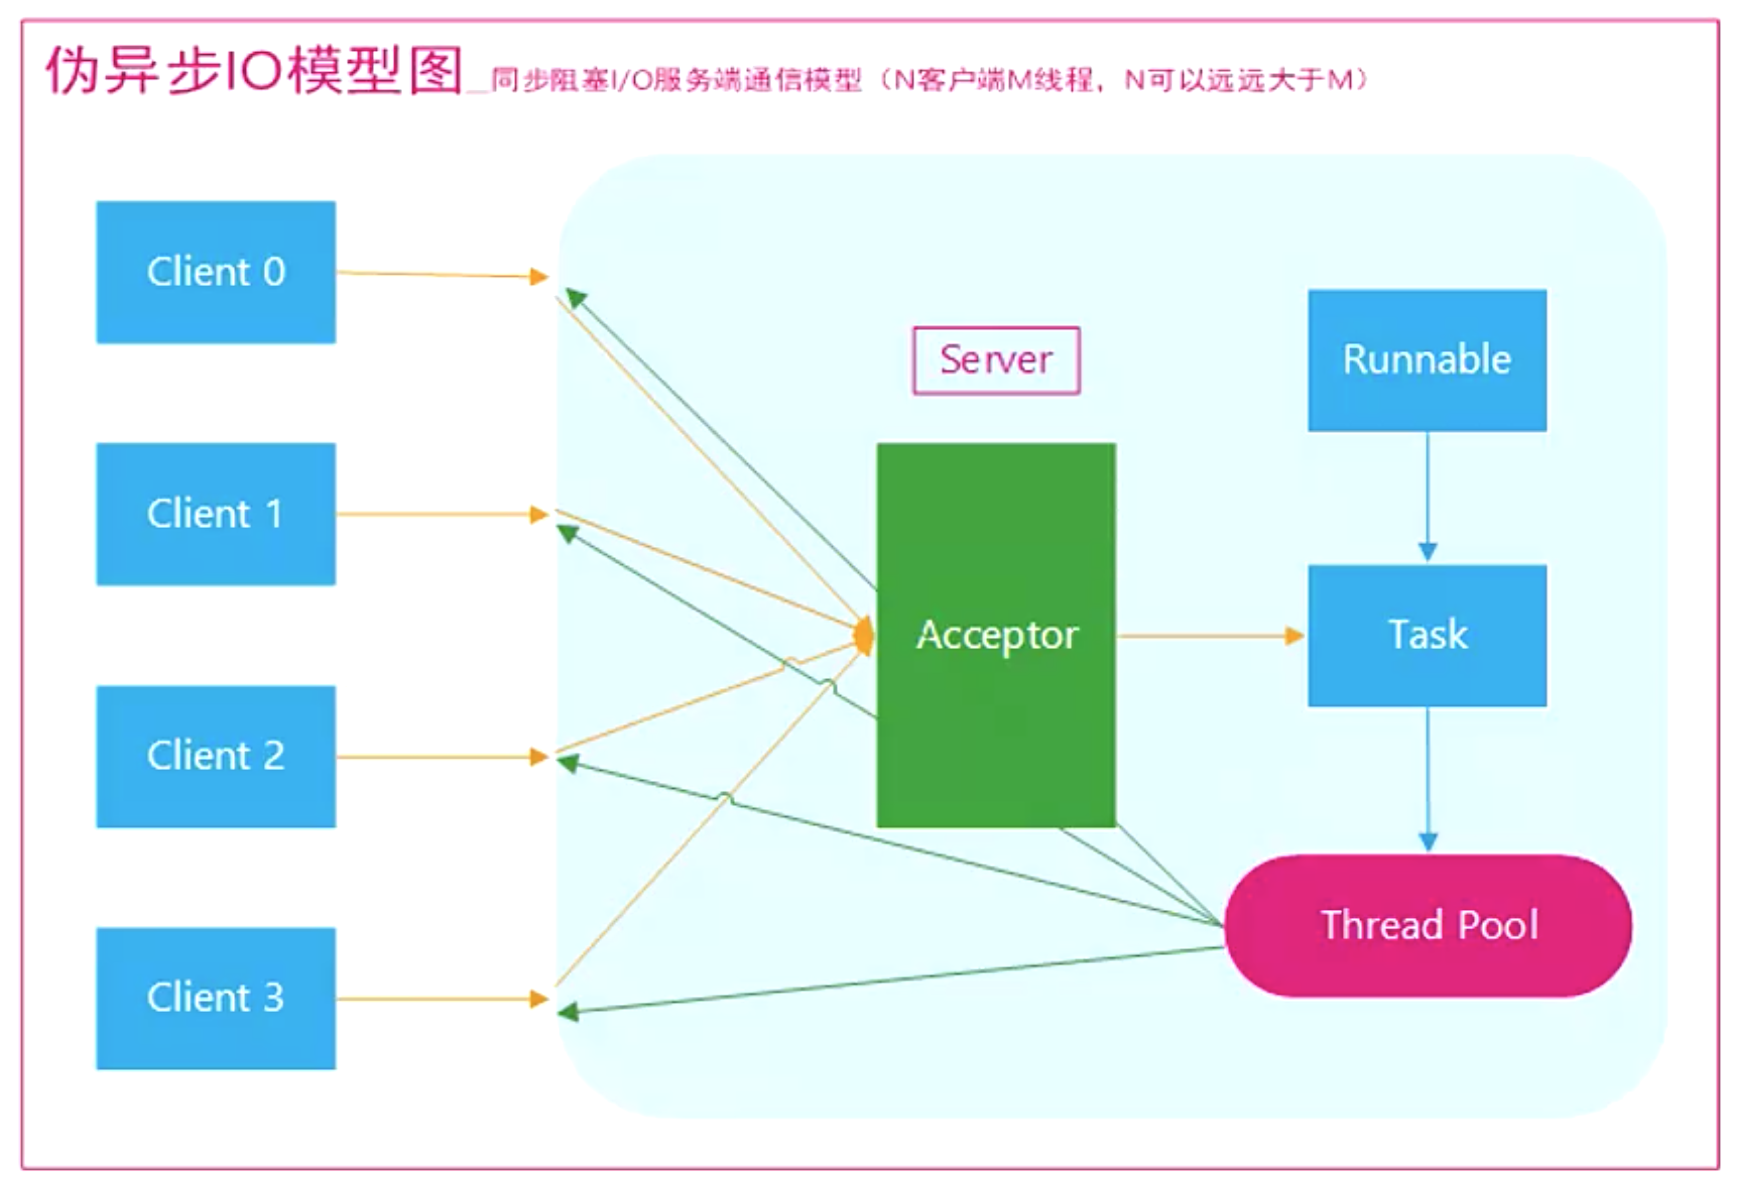 伪异步IO模型图__同步阻塞I/O服务端通信模型（N客户端M线程，N可以远远大于M）
Client 0
Server
Runnable
Client 1
Acceptor
Task
Client 2
Thread Pool
Client 3